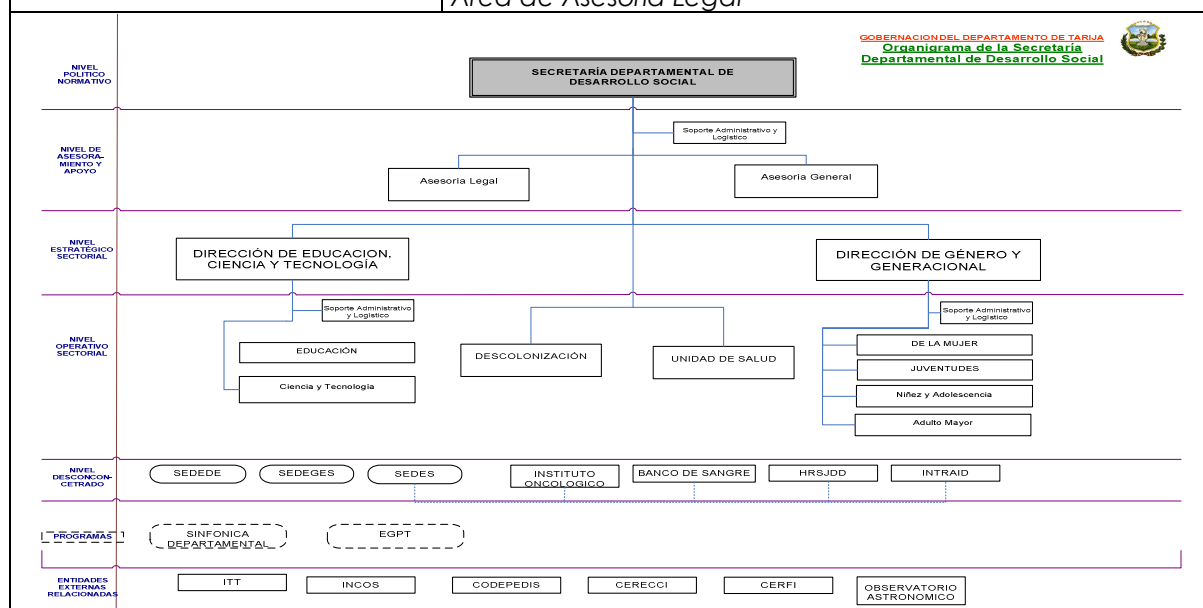 Área de Asesoría Legal
GOBERNACION DEL DEPARTAMENTO DE TARIJA
Organigrama de la Secretaría
Departamental de Desarrollo Social
NIVEL
POLITICO
NORMATIVO
SECRETARÍA DEPARTAMENTAL DE
DESARROLLO SOCIAL
NIVEL DE
ASESORA-
MIENTO Y
APOYO
Soporte Administrativo y
Logístico
Asesoría Legal
Asesoría General
NIVEL
ESTRATÉGICO
SECTORIAL
DIRECCIÓN DE EDUCACION,
CIENCIA Y TECNOLOGÍA
DIRECCIÓN DE GÉNERO Y
GENERACIONAL
NIVEL
OPERATIVO
SECTORIAL
Soporte Administrativo
y Logístico
EDUCACIÓN
Ciencia y Tecnología
DESCOLONIZACIÓN
UNIDAD DE SALUD
Soporte Administrativo
y Logístico
DE LA MUJER
JUVENTUDES
Niñez y Adolescencia
Adulto Mayor
NIVEL
DESCONCON-
CETRADO
SEDEDE
SEDEGES
SEDES
INSTITUTO
ONCOLOGICO
BANCO DE SANGRE
HRSJDD
INTRAID
PROGRAMAS
SINFONICA
DEPARTAMENTAL
EGPT
ENTIDADES
EXTERNAS
RELACIONADAS
ITT
INCOS
CODEPEDIS
CERECCI
CERFI
OBSERVATORIO
ASTRONOMICO